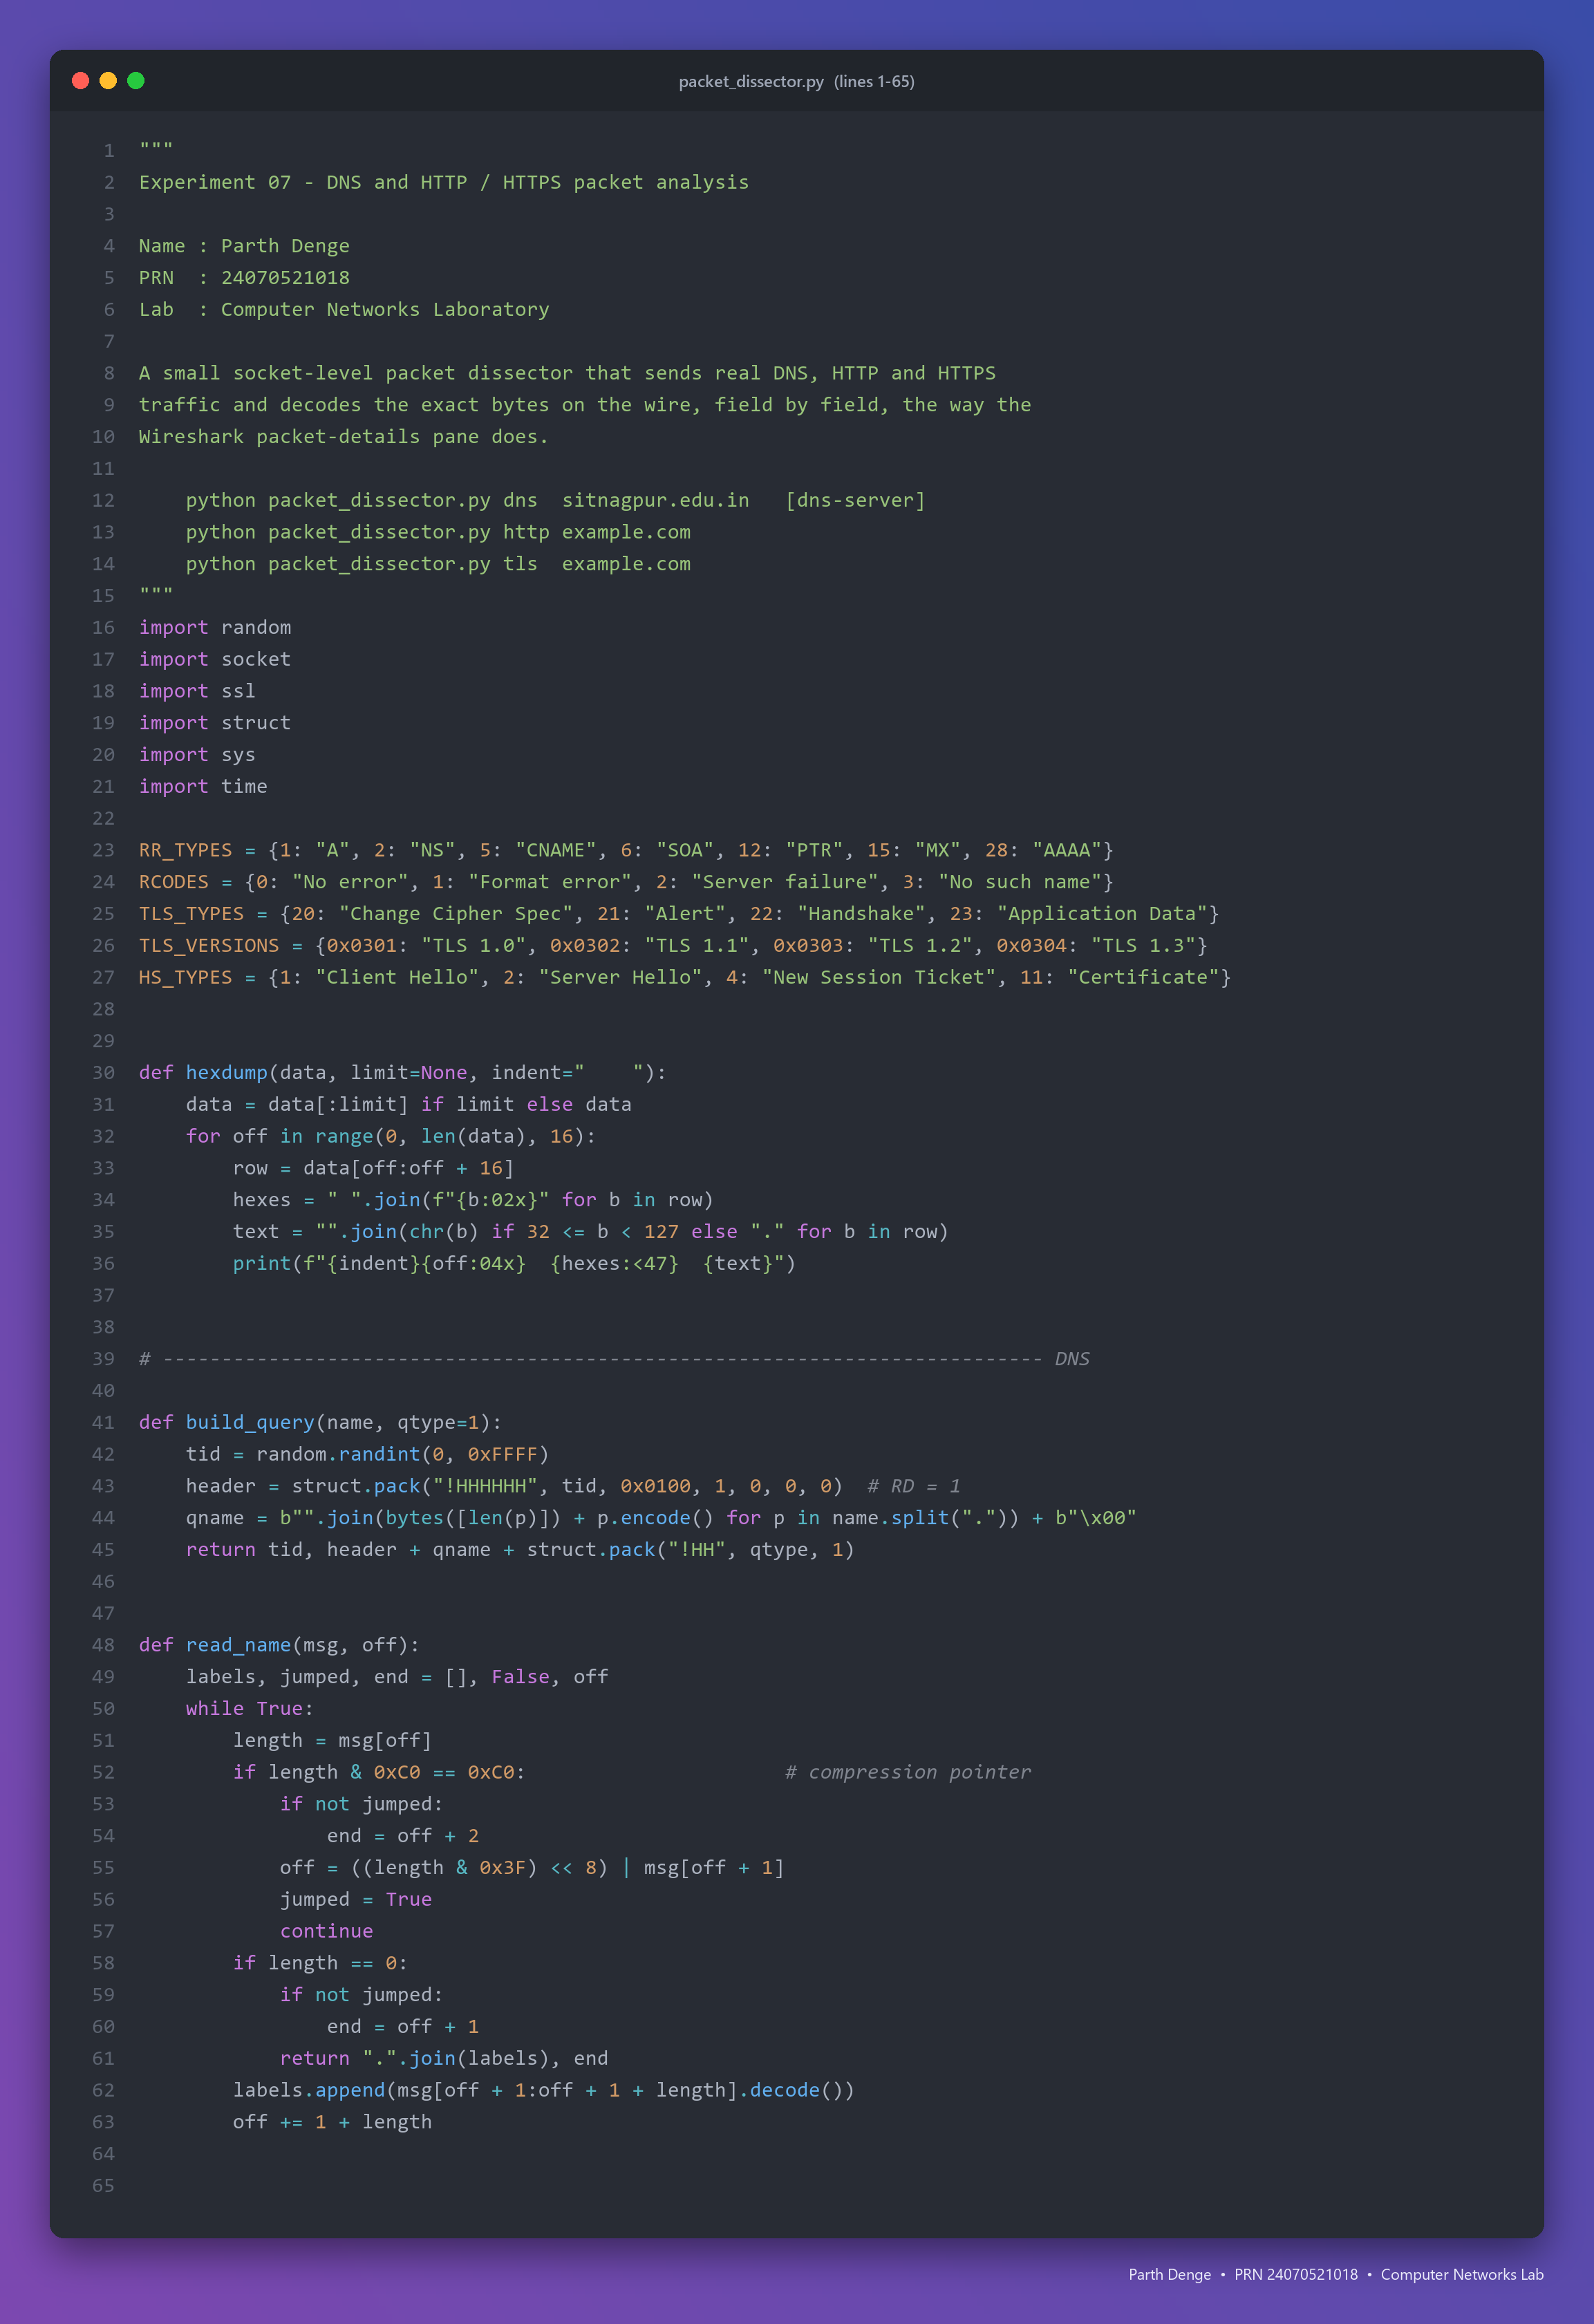 packet_dissector.py (lines 1-65)
1 """
2 Experiment 07 - DNS and HTTP / HTTPS packet analysis
3
4 Name : Parth Denge
5 PRN  : 24070521018
6 Lab  : Computer Networks Laboratory
7
8 A small socket-level packet dissector that sends real DNS, HTTP and HTTPS
9 traffic and decodes the exact bytes on the wire, field by field, the way the
10 Wireshark packet-details pane does.
11
12     python packet_dissector.py dns  sitnagpur.edu.in   [dns-server]
13     python packet_dissector.py http example.com
14     python packet_dissector.py tls  example.com
15 """
16 import random
17 import socket
18 import ssl
19 import struct
20 import sys
21 import time
22
23 RR_TYPES = {1: "A", 2: "NS", 5: "CNAME", 6: "SOA", 12: "PTR", 15: "MX", 28: "AAAA"}
24 RCODES = {0: "No error", 1: "Format error", 2: "Server failure", 3: "No such name"}
25 TLS_TYPES = {20: "Change Cipher Spec", 21: "Alert", 22: "Handshake", 23: "Application Data"}
26 TLS_VERSIONS = {0x0301: "TLS 1.0", 0x0302: "TLS 1.1", 0x0303: "TLS 1.2", 0x0304: "TLS 1.3"}
27 HS_TYPES = {1: "Client Hello", 2: "Server Hello", 4: "New Session Ticket", 11: "Certificate"}
28
29
30 def hexdump(data, limit=None, indent="    "):
31     data = data[:limit] if limit else data
32     for off in range(0, len(data), 16):
33         row = data[off:off + 16]
34         hexes = " ".join(f"{b:02x}" for b in row)
35         text = "".join(chr(b) if 32 <= b < 127 else "." for b in row)
36         print(f"{indent}{off:04x}  {hexes:<47}  {text}")
37
38
39 # --------------------------------------------------------------------------- DNS
40
41 def build_query(name, qtype=1):
42     tid = random.randint(0, 0xFFFF)
43     header = struct.pack("!HHHHHH", tid, 0x0100, 1, 0, 0, 0)  # RD = 1
44     qname = b"".join(bytes([len(p)]) + p.encode() for p in name.split(".")) + b"\x00"
45     return tid, header + qname + struct.pack("!HH", qtype, 1)
46
47
48 def read_name(msg, off):
49     labels, jumped, end = [], False, off
50     while True:
51         length = msg[off]
52         if length & 0xC0 == 0xC0:                      # compression pointer
53             if not jumped:
54                 end = off + 2
55             off = ((length & 0x3F) << 8) | msg[off + 1]
56             jumped = True
57             continue
58         if length == 0:
59             if not jumped:
60                 end = off + 1
61             return ".".join(labels), end
62         labels.append(msg[off + 1:off + 1 + length].decode())
63         off += 1 + length
64
65
Parth Denge • PRN 24070521018 • Computer Networks Lab